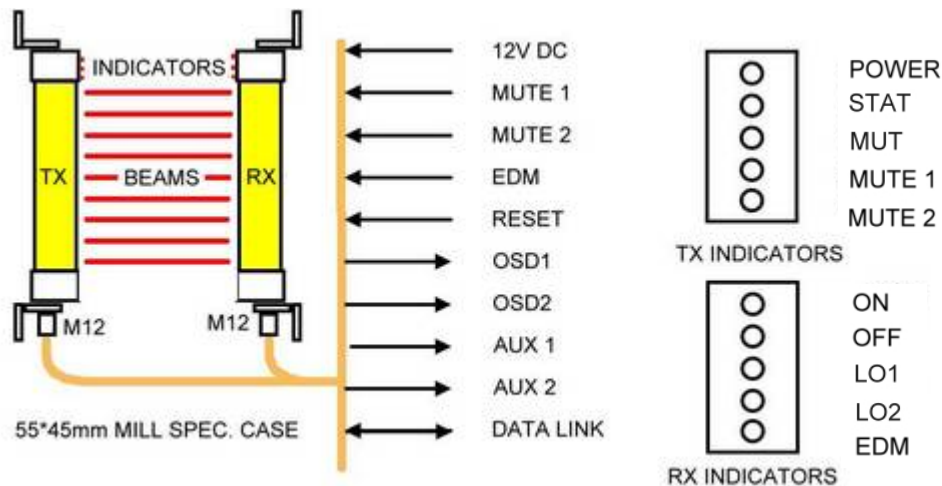 INDICATORS
TX
BEAMS
RX
M12
M12
55*45mm MILL SPEC. CASE
12V DC
MUTE 1
MUTE 2
EDM
RESET
OSD1
OSD2
AUX 1
AUX 2
DATA LINK
POWER
STAT
MUT
MUTE 1
MUTE 2
TX INDICATORS
ON
OFF
LO1
LO2
EDM
RX INDICATORS